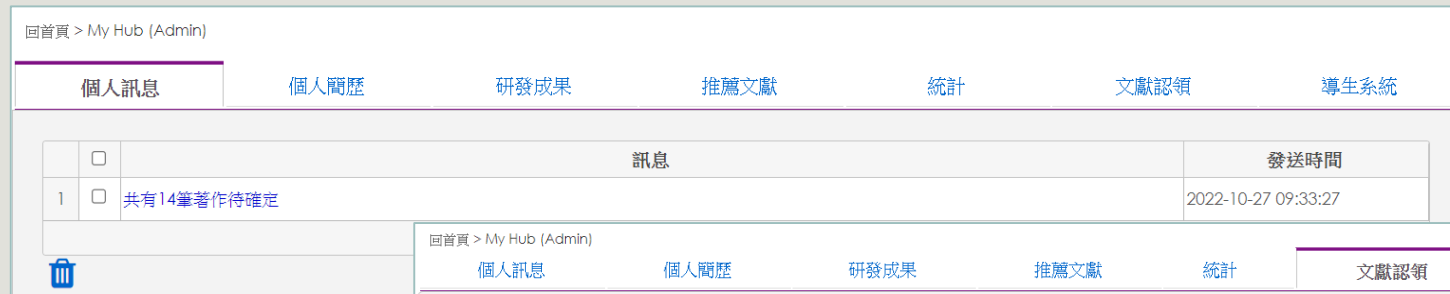 回首頁 > My Hub (Admin)
個人訊息 個人簡歷 研發成果 推薦文獻 統計 文獻認領 導生系統
訊息 發送時間
1 共有14筆著作待確定 2022-10-27 09:33:27
回首頁 > My Hub (Admin)
個人訊息 個人簡歷 研發成果 推薦文獻 統計 文獻認領